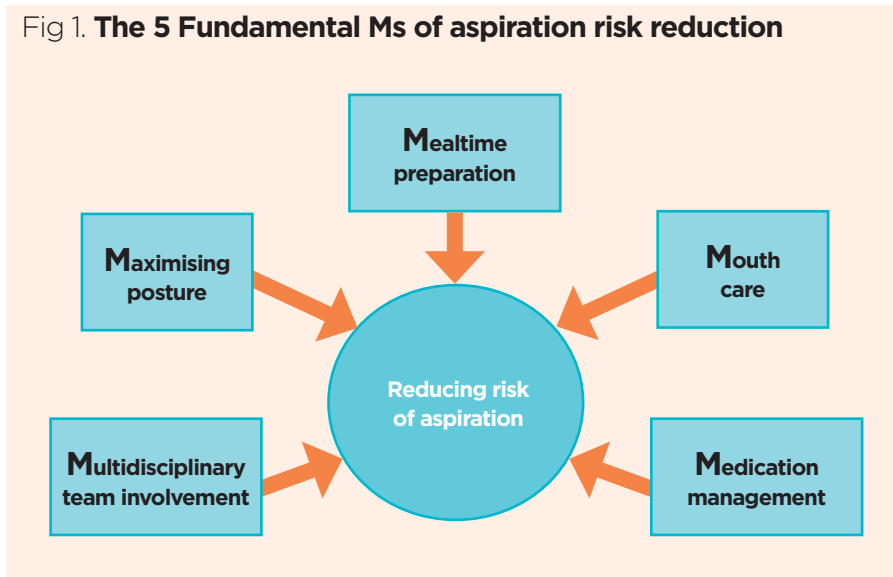 Fig 1. The 5 Fundamental Ms of aspiration risk reduction
Mealtime
preparation
Maximising
posture
Mouth
care
Reducing risk
of aspiration
Multidisciplinary
team involvement
Medication
management